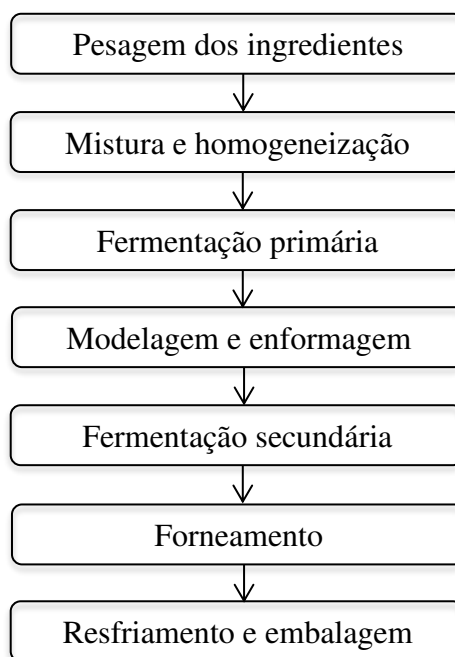 Pesagem dos ingredientes
Mistura e homogeneização
Fermentação primária
Modelagem e enformagem
Fermentação secundária
Forneamento
Resfriamento e embalagem